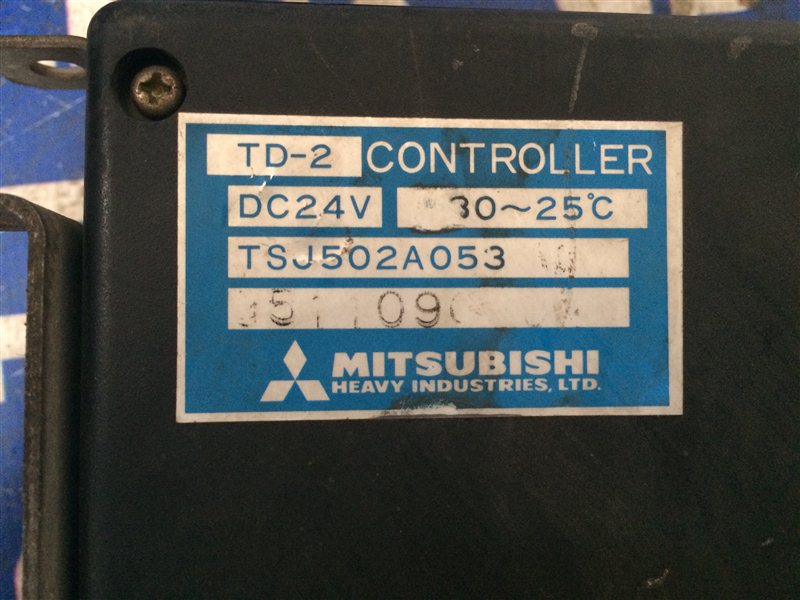 TD-2 CONTROLLER
DC24V 30~25℃
TSJ502A053
MITSUBISHI
HEAVY INDUSTRIES, LTD.